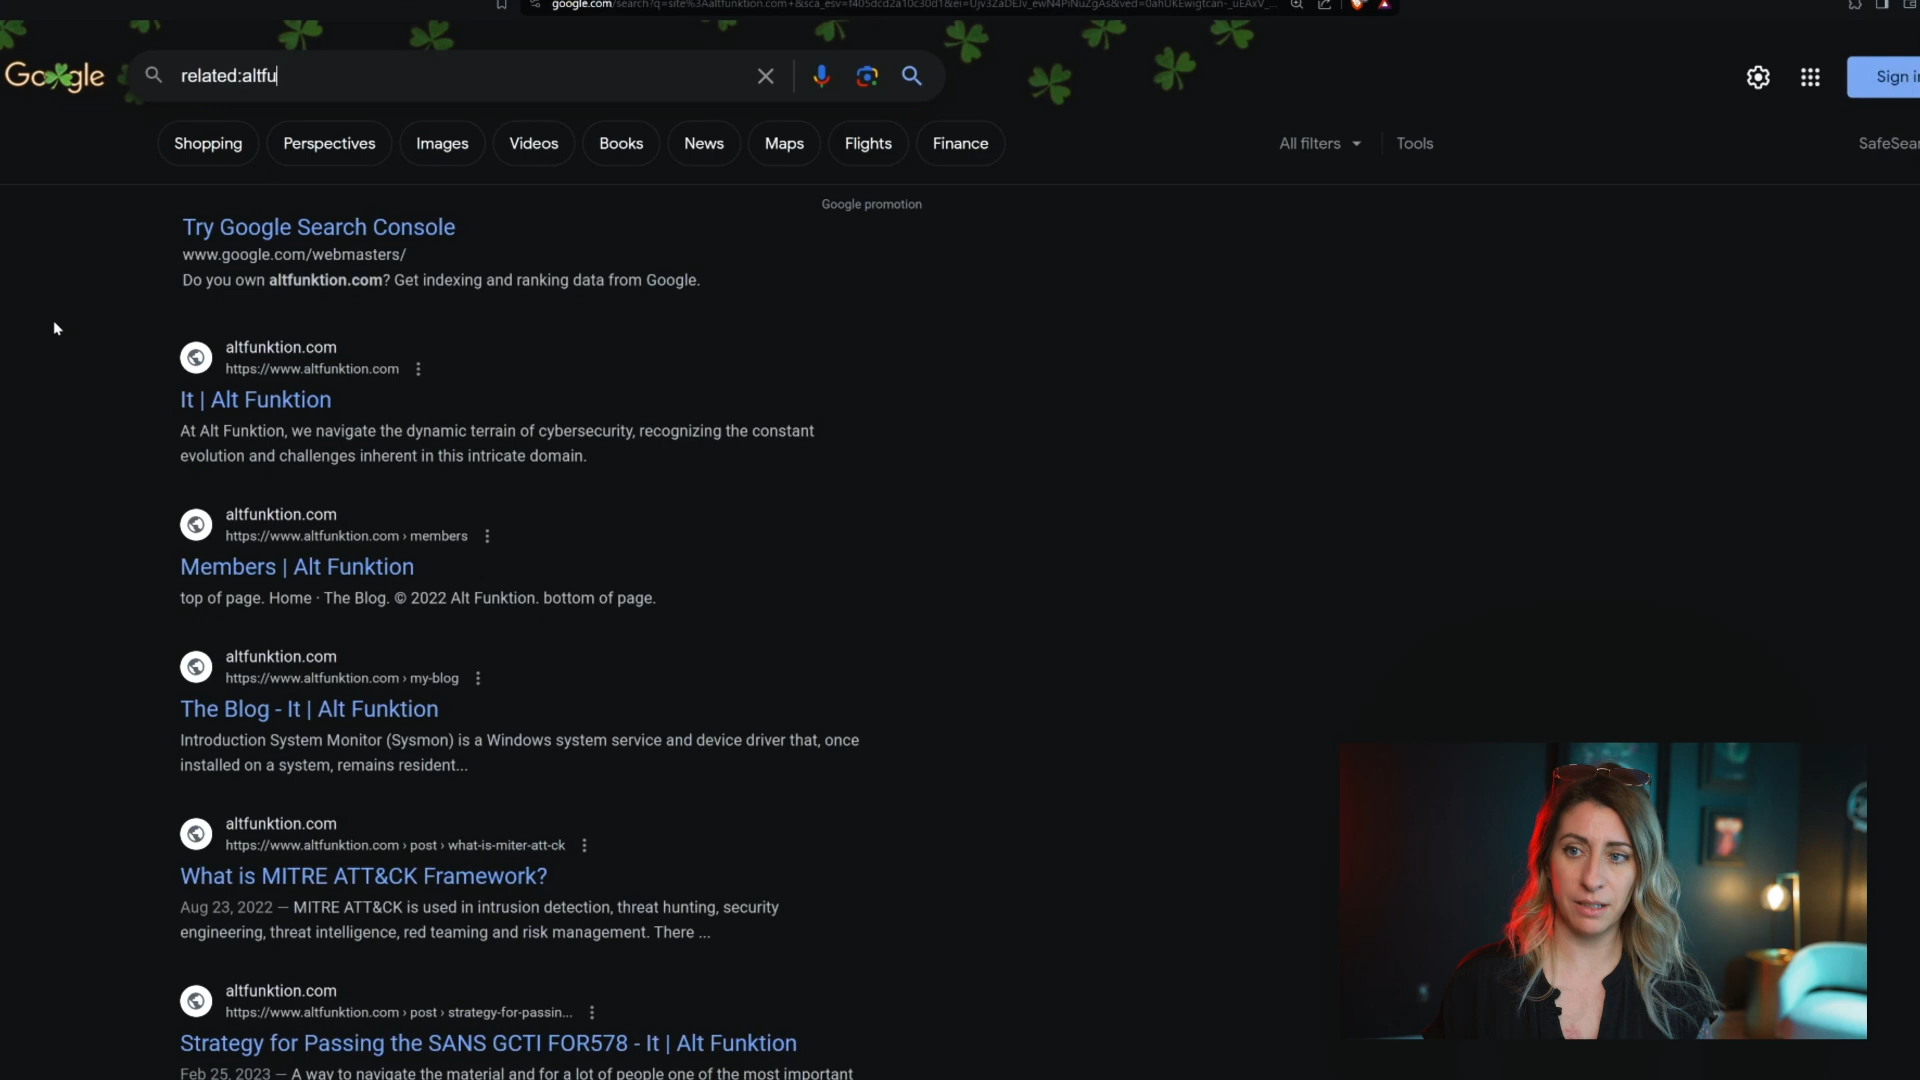 google.com/search?q=site%3Aaltfunktion.com+&sca_esv=f405dcd2a10c30d1&ei=
Google
related:altfu
Sign in
Shopping
Perspectives
Images
Videos
Books
News
Maps
Flights
Finance
All filters
Tools
SafeSear
Google promotion
Try Google Search Console
www.google.com/webmasters/
Do you own altfunktion.com? Get indexing and ranking data from Google.
altfunktion.com
https://www.altfunktion.com
It | Alt Funktion
At Alt Funktion, we navigate the dynamic terrain of cybersecurity, recognizing the constant
evolution and challenges inherent in this intricate domain.
altfunktion.com
https://www.altfunktion.com › members
Members | Alt Funktion
top of page. Home · The Blog. © 2022 Alt Funktion. bottom of page.
altfunktion.com
https://www.altfunktion.com › my-blog
The Blog - It | Alt Funktion
Introduction System Monitor (Sysmon) is a Windows system service and device driver that, once
installed on a system, remains resident...
altfunktion.com
https://www.altfunktion.com › post › what-is-miter-att-ck
What is MITRE ATT&CK Framework?
Aug 23, 2022 — MITRE ATT&CK is used in intrusion detection, threat hunting, security
engineering, threat intelligence, red teaming and risk management. There ...
altfunktion.com
https://www.altfunktion.com › post › strategy-for-passin...
Strategy for Passing the SANS GCTI FOR578 - It | Alt Funktion
Feb 25, 2023 — A way to navigate the material and for a lot of people one of the most important